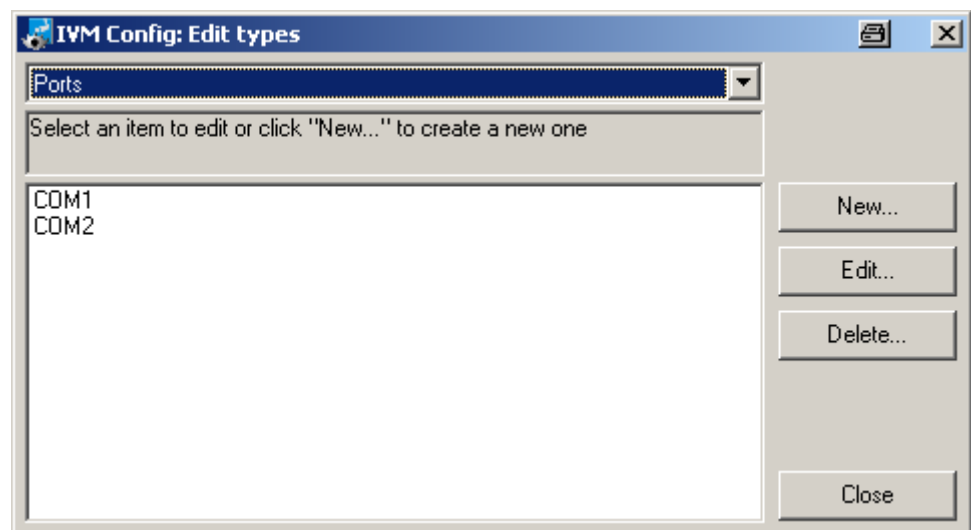 IVM Config: Edit types
Ports
Select an item to edit or click "New..." to create a new one
COM1
COM2
New...
Edit...
Delete...
Close